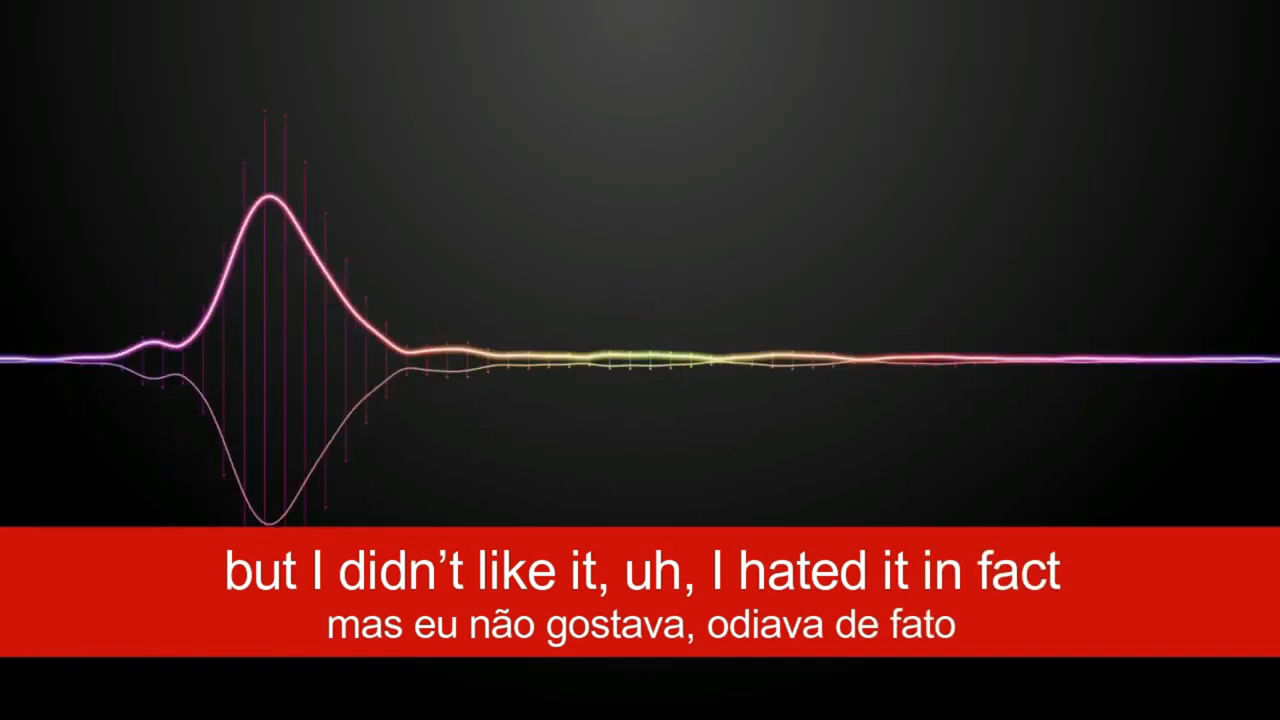 but I didn’t like it, uh, I hated it in fact
mas eu não gostava, odiava de fato